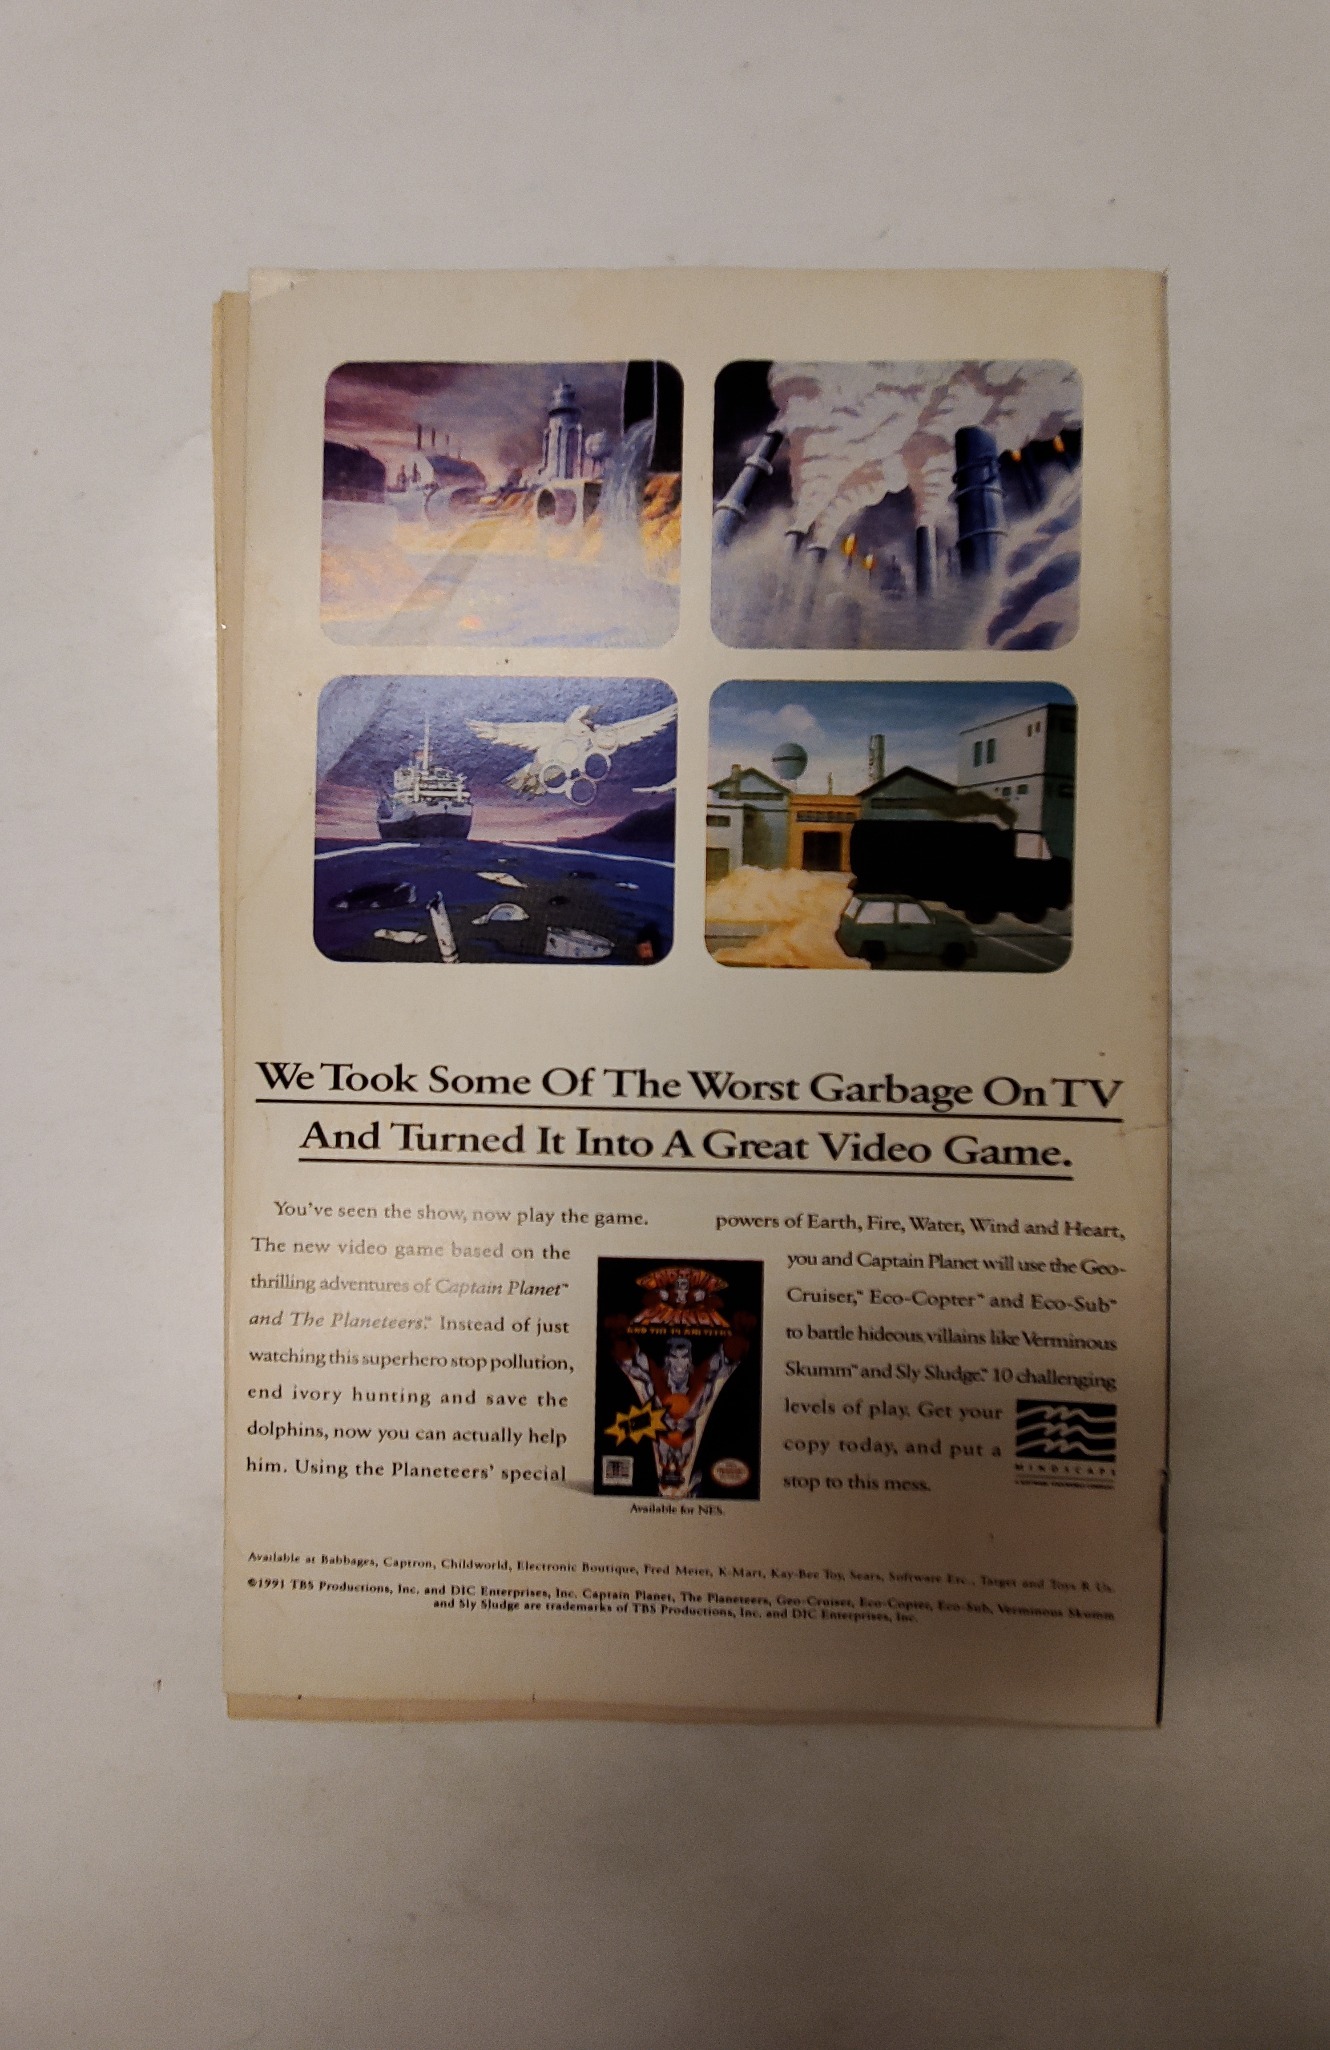 We Took Some Of The Worst Garbage On TV
And Turned It Into A Great Video Game.
You've seen the show, now play the game.
The new video game based on the
thrilling adventures of Captain Planet™
and The Planeteers.™ Instead of just
watching this superhero stop pollution,
end ivory hunting and save the
dolphins, now you can actually help
him. Using the Planeteers' special
powers of Earth, Fire, Water, Wind and Heart,
you and Captain Planet will use the Geo-
Cruiser,™ Eco-Copter™ and Eco-Sub™
to battle hideous villains like Verminous
Skumm™ and Sly Sludge.™ 10 challenging
levels of play. Get your
copy today, and put a
stop to this mess.
CAPTAIN
PLANET
AND THE PLANETEERS
MINDSCAPE
Available for NES.
Available at Babbages, Captron, Childworld, Electronic Boutique, Fred Meier, K-Mart, Kay-Bee Toy, Sears, Software Etc., Target and Toys R Us.
©1991 TBS Productions, Inc. and DIC Enterprises, Inc. Captain Planet, The Planeteers, Geo-Cruiser, Eco-Copter, Eco-Sub, Verminous Skumm
and Sly Sludge are trademarks of TBS Productions, Inc. and DIC Enterprises, Inc.